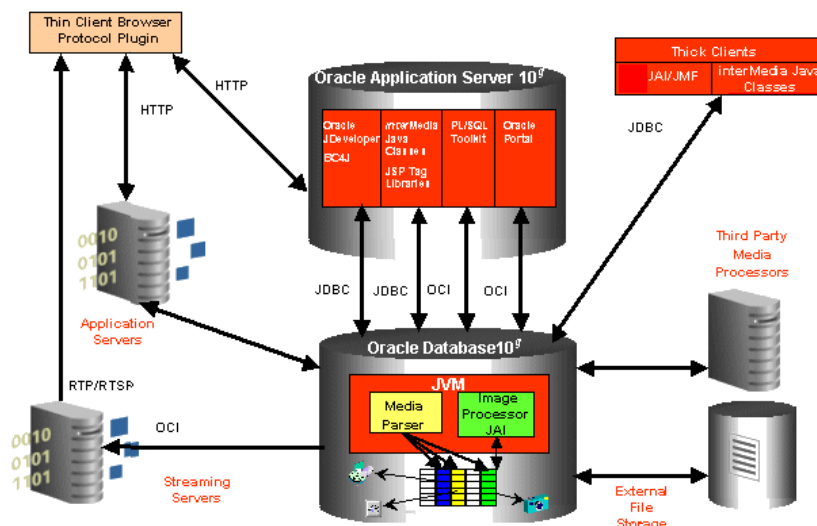 Thin Client Browser
Protocol Plugin
HTTP
HTTP
Oracle Application Server 10g
Oracle
JDeveloper
BC4J
interMedia
Java
Classes
JSP Tag
Libraries
PL/SQL
Toolkit
Oracle
Portal
Thick Clients
JAI/JMF
interMedia Java
Classes
JDBC
0010
0101
1101
Application
Servers
JDBC
JDBC
OCI
OCI
Third Party
Media
Processors
Oracle Database10g
JVM
Media
Parser
Image
Processor
JAI
RTP/RTSP
OCI
0010
0101
1101
Streaming
Servers
External
File
Storage